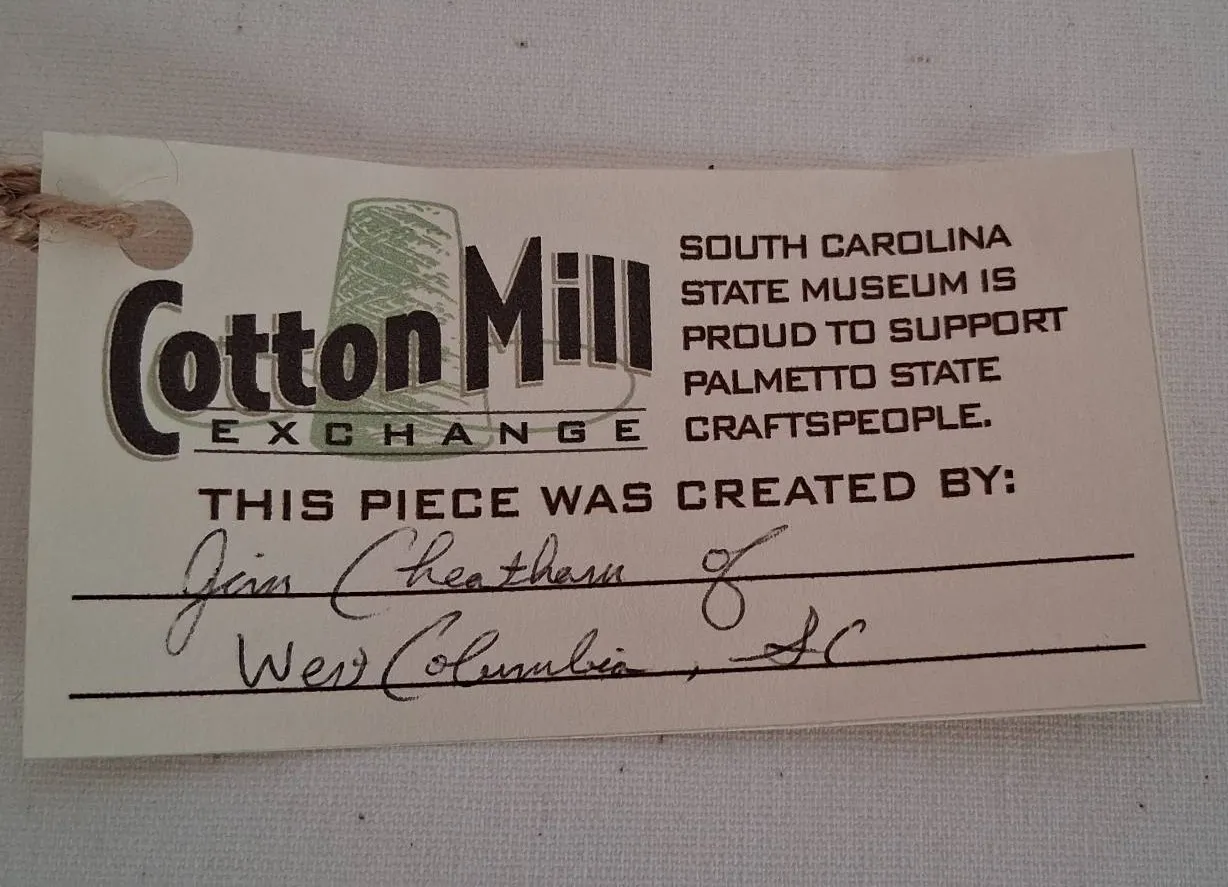 Cotton Mill
EXCHANGE
SOUTH CAROLINA
STATE MUSEUM IS
PROUD TO SUPPORT
PALMETTO STATE
CRAFTSPEOPLE.
THIS PIECE WAS CREATED BY:
Jim Cheatham of
West Columbia, SC